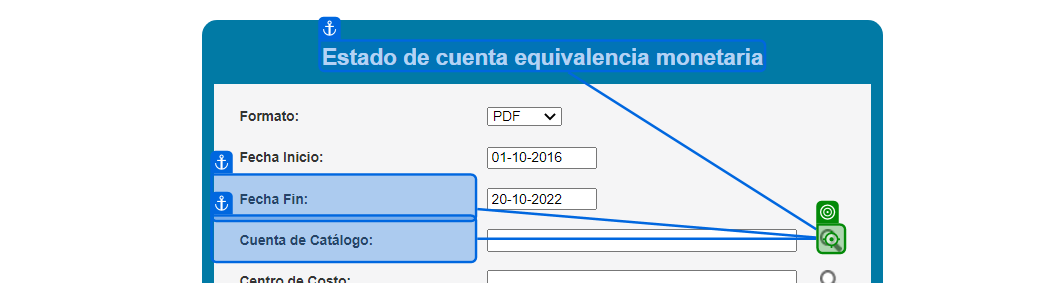 Estado de cuenta equivalencia monetaria
Formato: PDF
Fecha Inicio: 01-10-2016
Fecha Fin: 20-10-2022
Cuenta de Catálogo:
Centro de Costo: